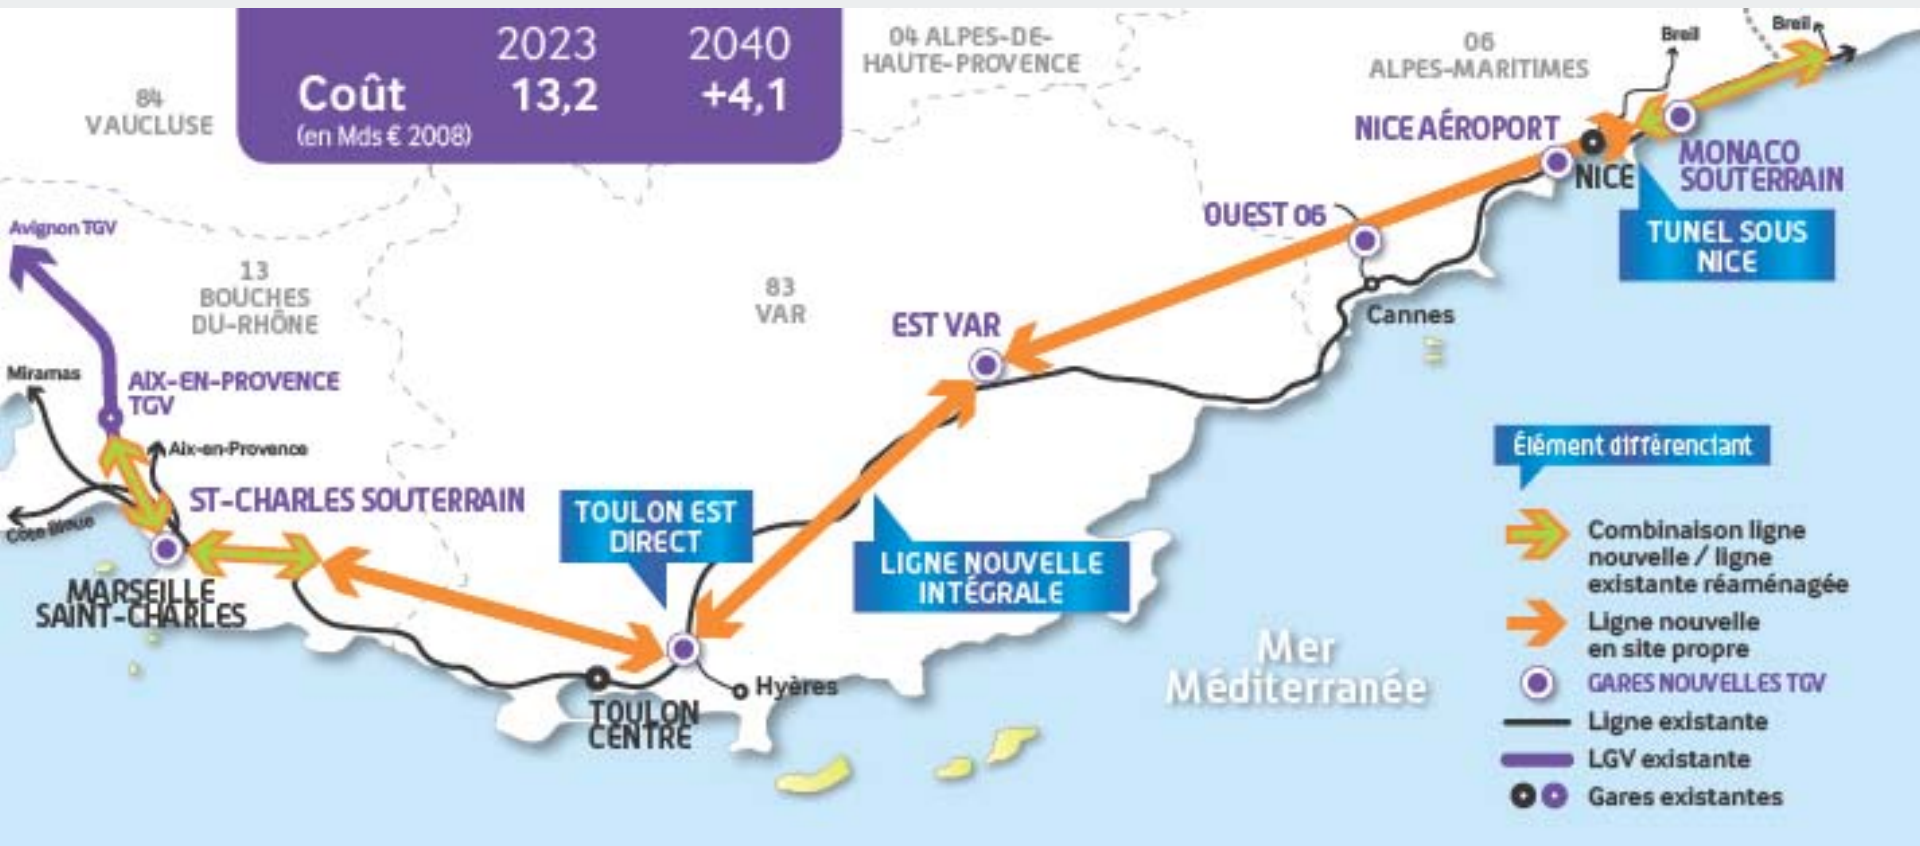 2023 2040
Coût 13,2 +4,1
(en Mds € 2008)
84
VAUCLUSE
04 ALPES-DE-
HAUTE-PROVENCE
06
ALPES-MARITIMES
Breil
Breil
NICE AÉROPORT
NICE
MONACO
SOUTERRAIN
TUNEL SOUS
NICE
OUEST 06
Avignon TGV
13
BOUCHES
DU-RHÔNE
83
VAR
EST VAR
Cannes
Miramas
AIX-EN-PROVENCE
TGV
Aix-en-Provence
Côte Bleue
ST-CHARLES SOUTERRAIN
TOULON EST
DIRECT
LIGNE NOUVELLE
INTÉGRALE
MARSEILLE
SAINT-CHARLES
Hyères
TOULON
CENTRE
Mer
Méditerranée
Élément différenciant
Combinaison ligne
nouvelle / ligne
existante réaménagée
Ligne nouvelle
en site propre
GARES NOUVELLES TGV
Ligne existante
LGV existante
Gares existantes